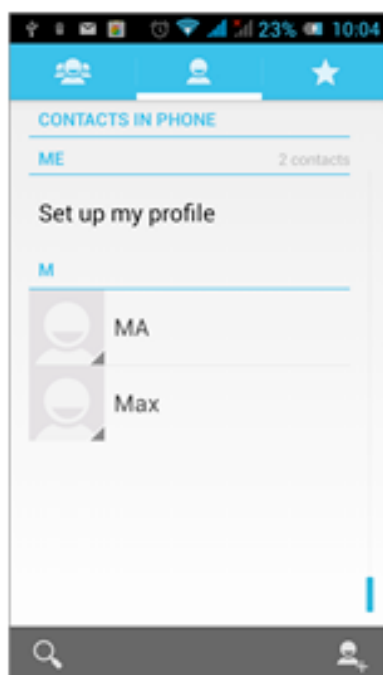 23% 10:04
CONTACTS IN PHONE
ME 2 contacts
Set up my profile
M
MA
Max